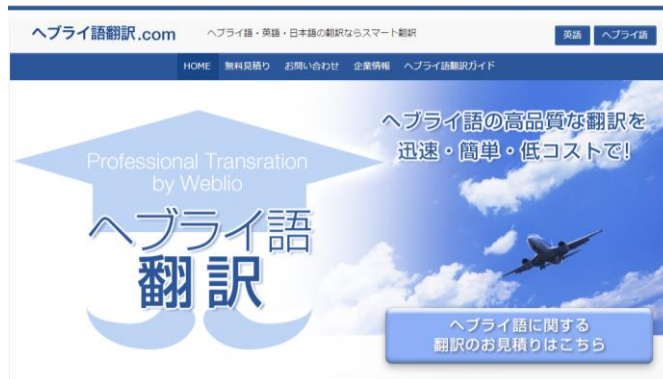 ヘブライ語翻訳.com
ヘブライ語・英語・日本語の翻訳ならスマート翻訳
英語 ヘブライ語
HOME 無料見積り お問い合わせ 企業情報 ヘブライ語翻訳ガイド
ヘブライ語の高品質な翻訳を
迅速・簡単・低コストで!
Professional Transration
by Weblio
ヘブライ語
翻訳
ヘブライ語に関する
翻訳のお見積りはこちら